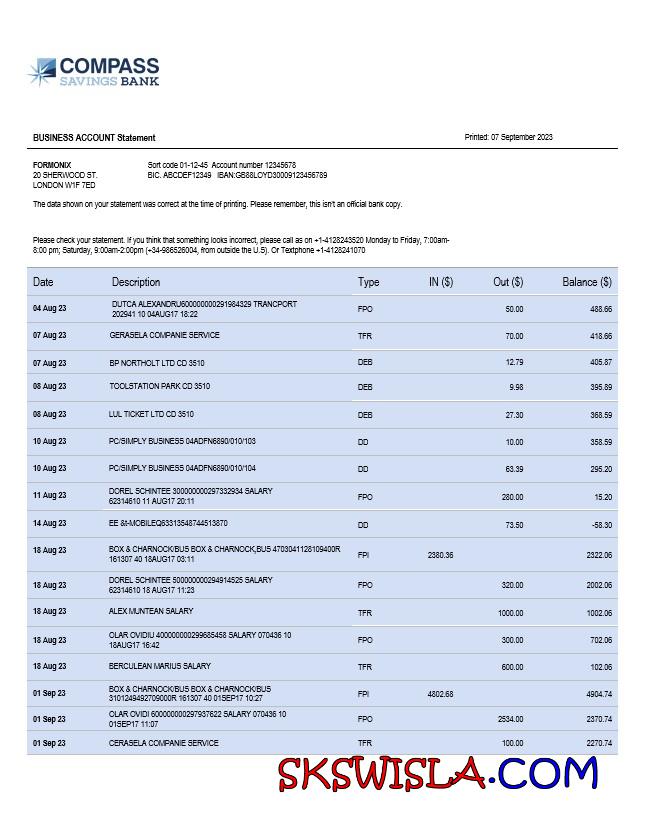 COMPASS
SAVINGS BANK
BUSINESS ACCOUNT Statement Printed: 07 September 2023
FORMONIX Sort code 01-12-45 Account number 12345678
20 SHERWOOD ST. BIC. ABCDEF12349 IBAN:GB88LOYD30009123456789
LONDON W1F 7ED
The data shown on your statement was correct at the time of printing. Please remember, this isn't an official bank copy.
Please check your statement. If you think that something looks incorrect, please call as on +1-4128243520 Monday to Friday, 7:00am-
8:00 pm; Saturday, 9:00am-2:00pm (+34-986526004, from outside the U.S). Or Textphone +1-4128241070
Date Description Type IN ($) Out ($) Balance ($)
04 Aug 23 DUTCA ALEXANDRU600000000291984329 TRANCPORT
202941 10 04AUG17 18:22 FPO 50.00 488.66
07 Aug 23 GERASELA COMPANIE SERVICE TFR 70.00 418.66
07 Aug 23 BP NORTHOLT LTD CD 3510 DEB 12.79 405.87
08 Aug 23 TOOLSTATION PARK CD 3510 DEB 9.98 395.89
08 Aug 23 LUL TICKET LTD CD 3510 DEB 27.30 368.59
10 Aug 23 PC/SIMPLY BUSINESS 04ADFN6890/010/103 DD 10.00 358.59
10 Aug 23 PC/SIMPLY BUSINESS 04ADFN6890/010/104 DD 63.39 295.20
11 Aug 23 DOREL SCHINTEE 300000000297332934 SALARY
62314610 11 AUG17 20:11 FPO 280.00 15.20
14 Aug 23 EE &t-MOBILEQ63313548744513870 DD 73.50 -58.30
18 Aug 23 BOX & CHARNOCK/BUS BOX & CHARNOCK,BUS 4703041128109400R
161307 40 18AUG17 03:11 FPI 2380.36 2322.06
18 Aug 23 DOREL SCHINTEE 500000000294914525 SALARY
62314610 18 AUG17 11:23 FPO 320.00 2002.06
18 Aug 23 ALEX MUNTEAN SALARY TFR 1000.00 1002.06
18 Aug 23 OLAR OVIDIU 400000000299685458 SALARY 070436 10
18AUG17 16:42 FPO 300.00 702.06
18 Aug 23 BERCULEAN MARIUS SALARY TFR 600.00 102.06
01 Sep 23 BOX & CHARNOCK/BUS BOX & CHARNOCK/BUS
3101249492709000R 161307 40 01SEP17 10:27 FPI 4802.68 4904.74
01 Sep 23 OLAR OVIDI 600000000297937622 SALARY 070436 10
01SEP17 11:07 FPO 2534.00 2370.74
01 Sep 23 CERASELA COMPANIE SERVICE TFR 100.00 2270.74
SKSWISLA.COM